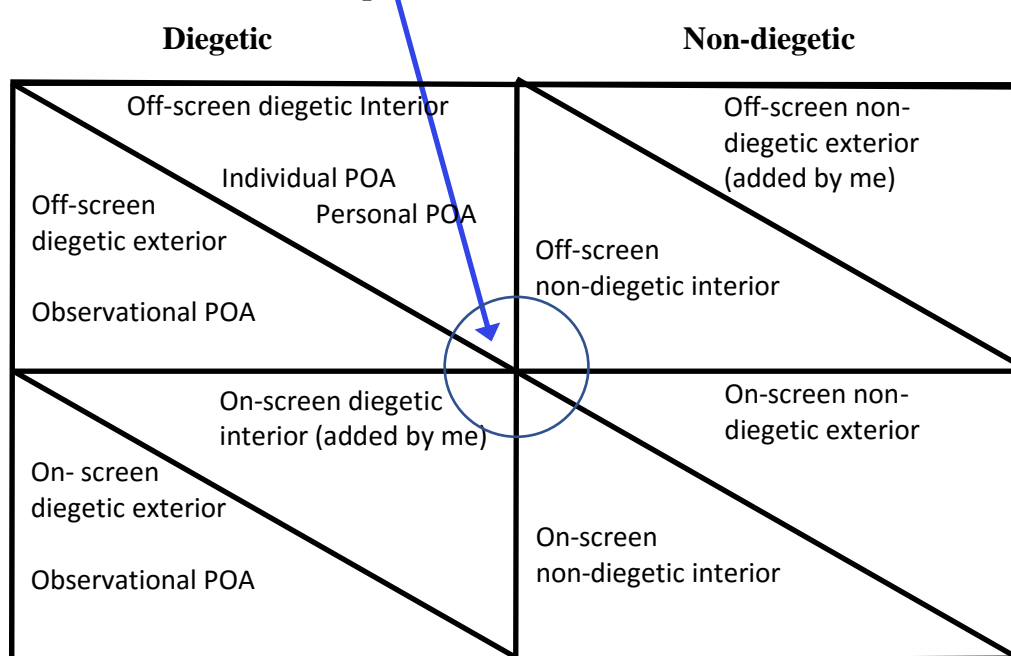 Diegetic
Non-diegetic
Off-screen diegetic Interior
Individual POA
Personal POA
Off-screen
diegetic exterior
Observational POA
Off-screen non-
diegetic exterior
(added by me)
Off-screen
non-diegetic interior
On-screen diegetic
interior (added by me)
On- screen
diegetic exterior
Observational POA
On-screen non-
diegetic exterior
On-screen
non-diegetic interior